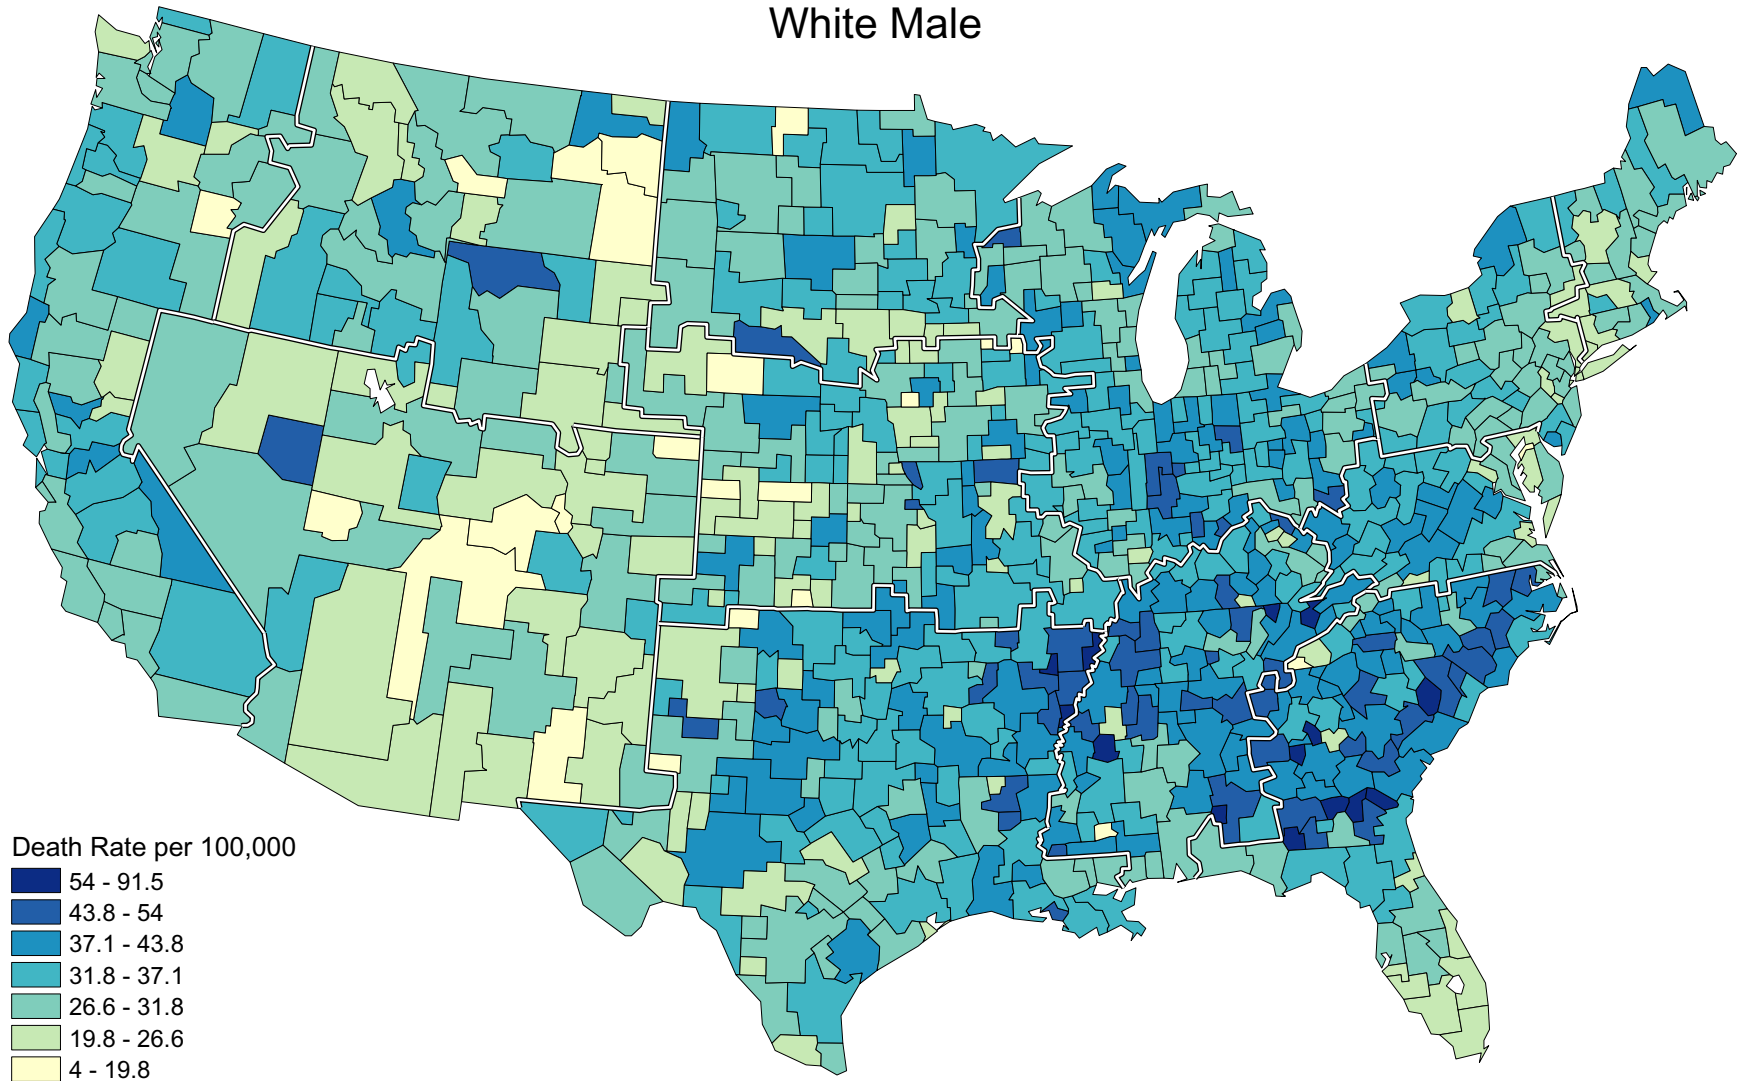 White Male
Death Rate per 100,000
54 - 91.5
43.8 - 54
37.1 - 43.8
31.8 - 37.1
26.6 - 31.8
19.8 - 26.6
4 - 19.8